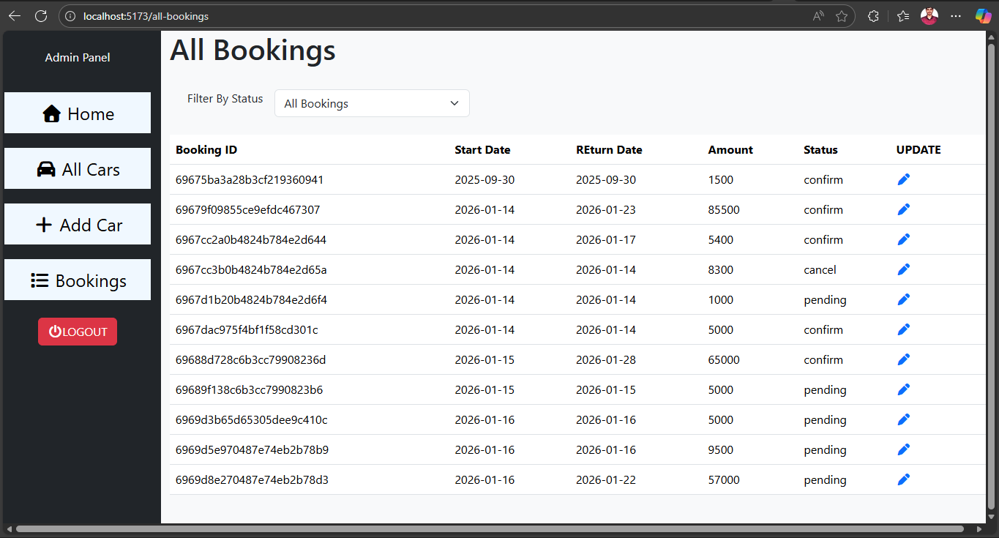 localhost:5173/all-bookings
Admin Panel
Home
All Cars
Add Car
Bookings
LOGOUT
All Bookings
Filter By Status All Bookings
Booking ID Start Date REturn Date Amount Status UPDATE
69675ba3a28b3cf219360941 2025-09-30 2025-09-30 1500 confirm
69679f09855ce9efdc467307 2026-01-14 2026-01-23 85500 confirm
6967cc2a0b4824b784e2d644 2026-01-14 2026-01-17 5400 confirm
6967cc3b0b4824b784e2d65a 2026-01-14 2026-01-14 8300 cancel
6967d1b20b4824b784e2d6f4 2026-01-14 2026-01-14 1000 pending
6967dac975f4bf1f58cd301c 2026-01-14 2026-01-14 5000 confirm
69688d728c6b3cc79908236d 2026-01-15 2026-01-28 65000 confirm
69689f138c6b3cc7990823b6 2026-01-15 2026-01-15 5000 pending
6969d3b65d65305dee9c410c 2026-01-16 2026-01-16 5000 pending
6969d5e970487e74eb2b78b9 2026-01-16 2026-01-16 9500 pending
6969d8e270487e74eb2b78d3 2026-01-16 2026-01-22 57000 pending